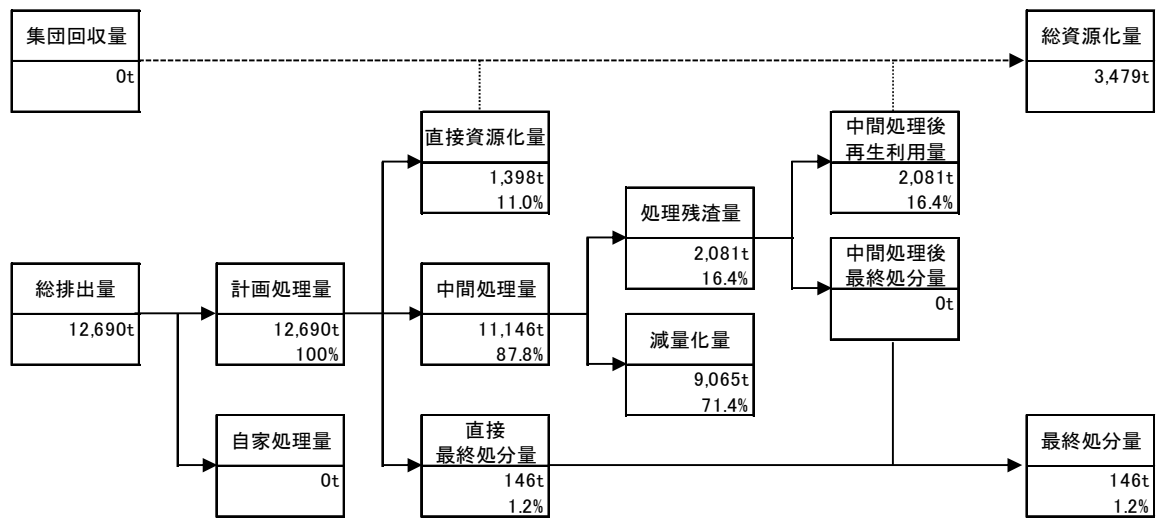 集団回収量
0t
総資源化量
3,479t
直接資源化量
1,398t
11.0%
中間処理後
再生利用量
2,081t
16.4%
処理残渣量
2,081t
16.4%
総排出量
12,690t
計画処理量
12,690t
100%
中間処理量
11,146t
87.8%
中間処理後
最終処分量
0t
減量化量
9,065t
71.4%
自家処理量
0t
直接
最終処分量
146t
1.2%
最終処分量
146t
1.2%